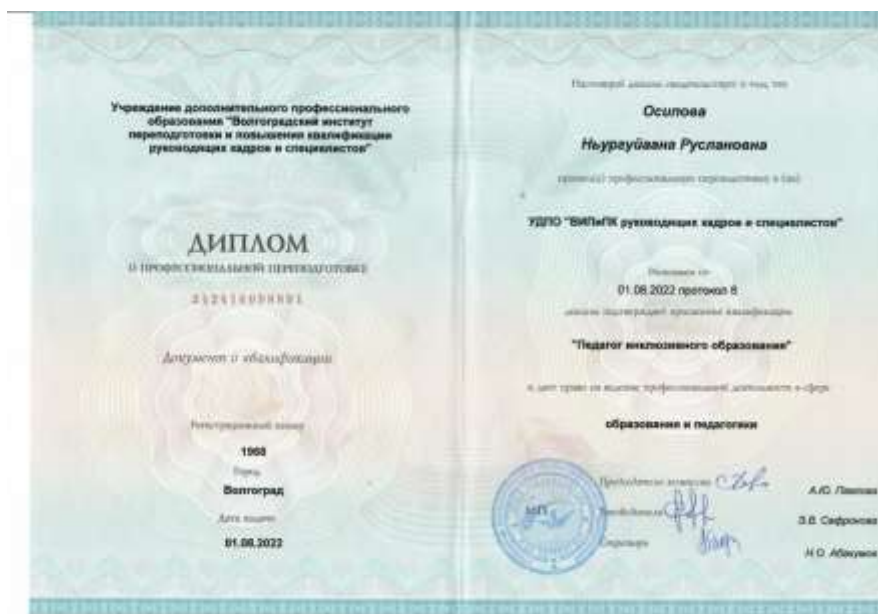 Учреждение дополнительного профессионального
образования "Волгоградский институт
переподготовки и повышения квалификации
руководящих кадров и специалистов"
ДИПЛОМ
О ПРОФЕССИОНАЛЬНОЙ ПЕРЕПОДГОТОВКЕ
Документ о квалификации
Регистрационный номер
1968
Город
Волгоград
Дата выдачи
01.08.2022
Настоящий диплом свидетельствует о том, что
Осипова
Ньургуйаана Руслановна
прошел(а) профессиональную переподготовку в (на)
УДПО "ВИПиПК руководящих кадров и специалистов"
Решением от
01.08.2022 протокол 8
диплом подтверждает присвоение квалификации
"Педагог инклюзивного образования"
и дает право на ведение профессиональной деятельности в сфере
образования и педагогики
Председатель комиссии
А.Ю.
Руководитель
З.В. Сафронова
Секретарь
Н.О. Абакумов
М.П.